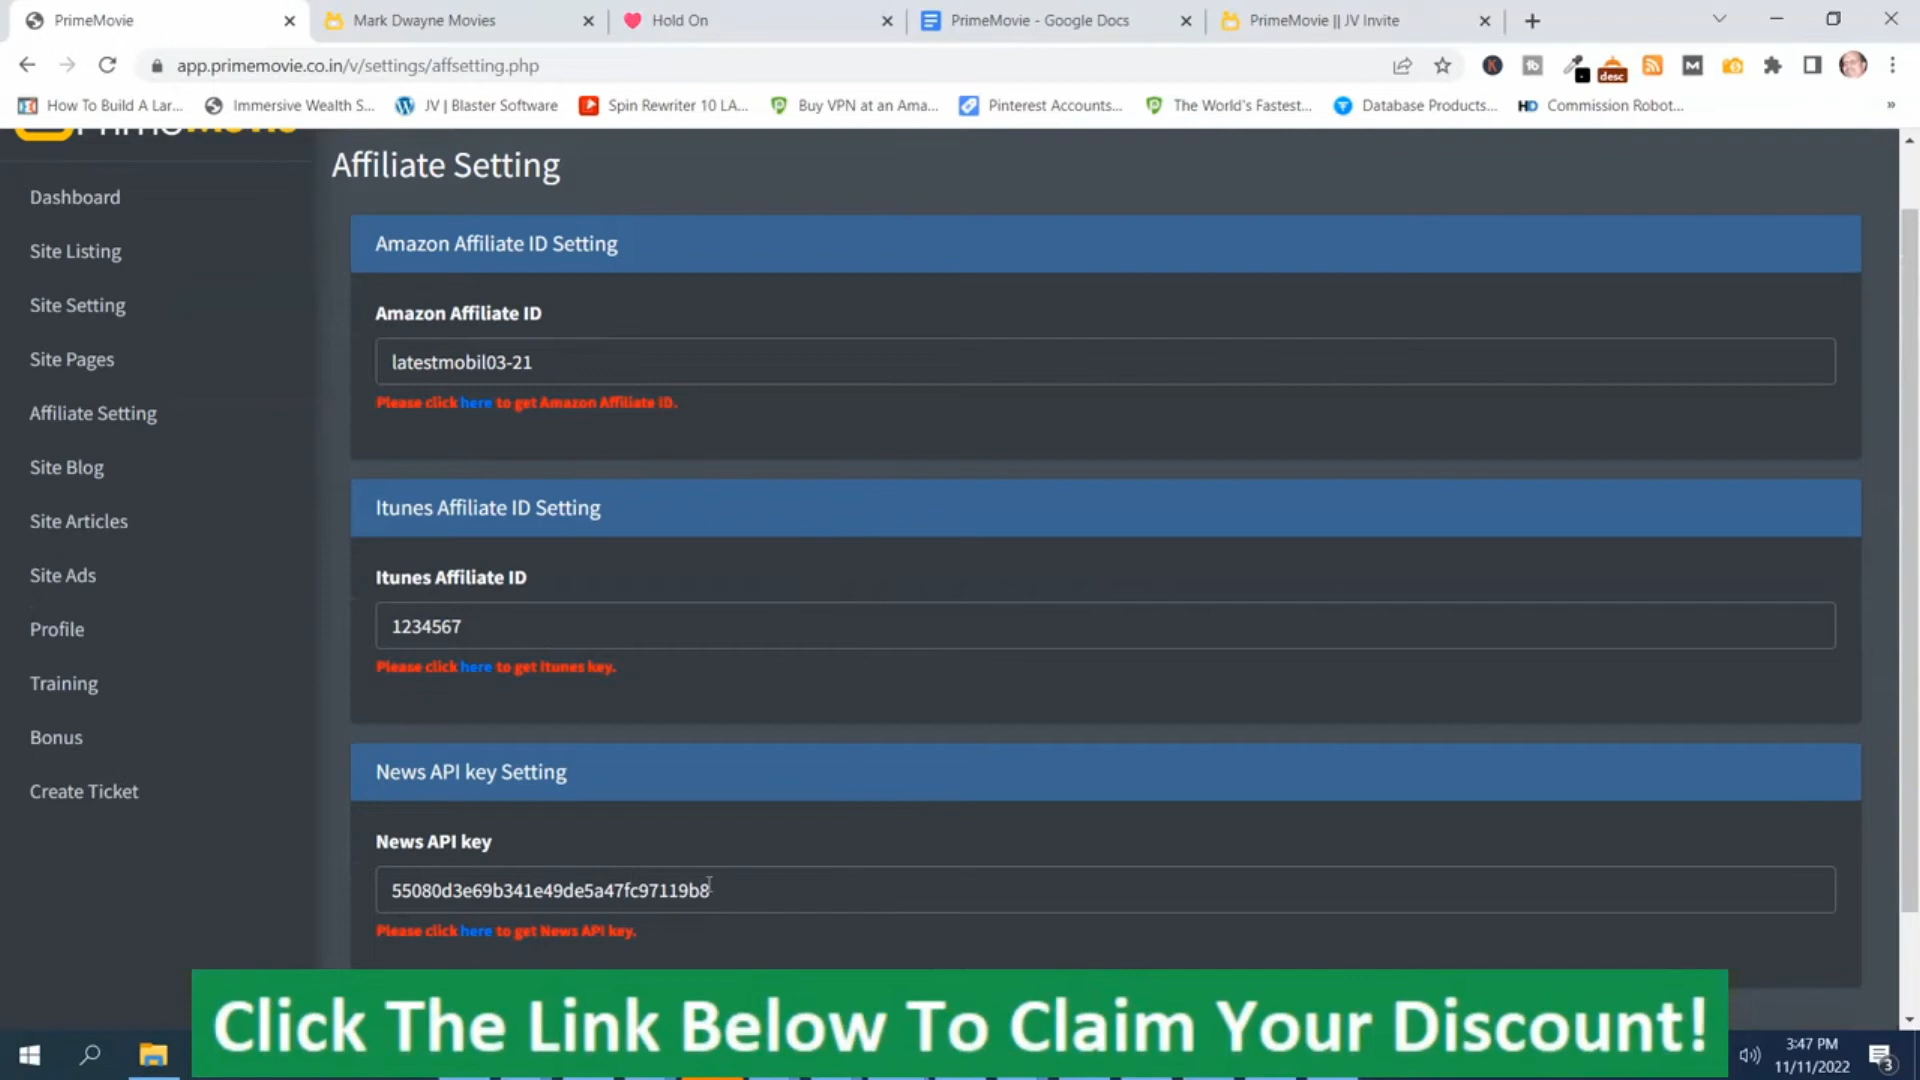 PrimeMovie
Mark Dwayne Movies
Hold On
PrimeMovie - Google Docs
PrimeMovie || JV Invite
app.primemovie.co.in/v/settings/affsetting.php
desc
How To Build A Lar...
Immersive Wealth S...
JV | Blaster Software
Spin Rewriter 10 LA...
Buy VPN at an Ama...
Pinterest Accounts...
The World's Fastest...
Database Products...
Commission Robot...
Affiliate Setting
Dashboard
Site Listing
Site Setting
Site Pages
Affiliate Setting
Site Blog
Site Articles
Site Ads
Profile
Training
Bonus
Create Ticket
Amazon Affiliate ID Setting
Amazon Affiliate ID
latestmobil03-21
Please click here to get Amazon Affiliate ID.
Itunes Affiliate ID Setting
Itunes Affiliate ID
1234567
Please click here to get Itunes key.
News API key Setting
News API key
55080d3e69b341e49de5a47fc97119b8
Please click here to get News API key.
Click The Link Below To Claim Your Discount!
3:47 PM
11/11/2022
3